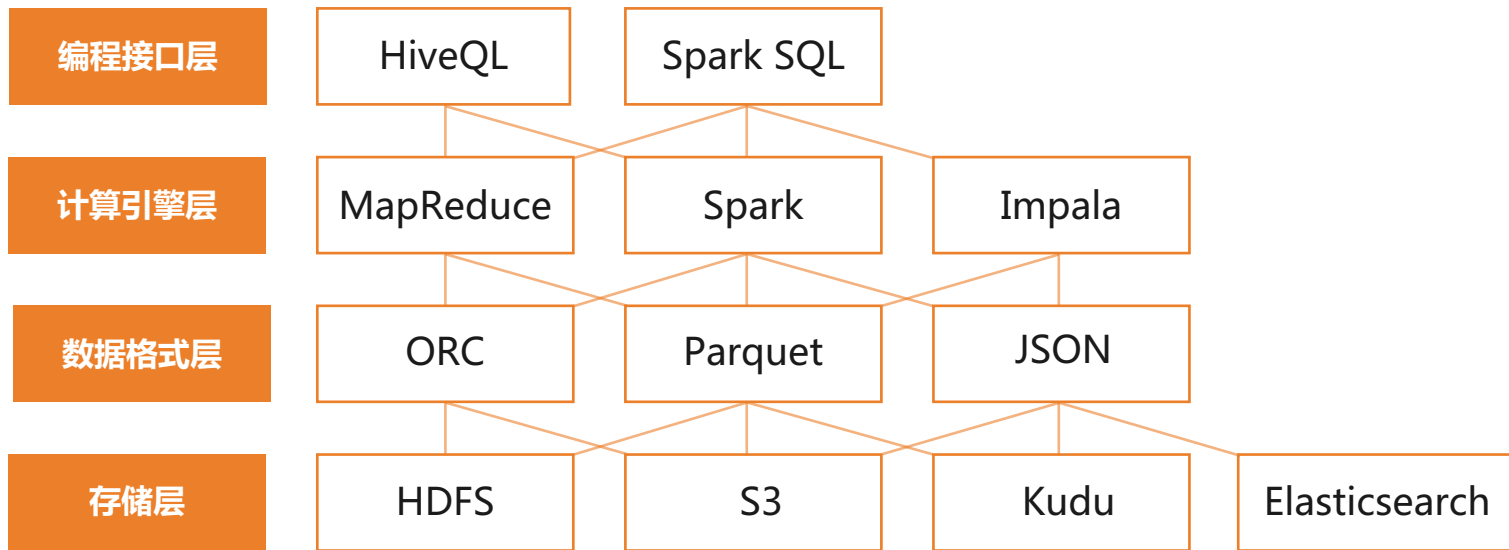 编程接口层
HiveQL
Spark SQL
计算引擎层
MapReduce
Spark
Impala
数据格式层
ORC
Parquet
JSON
存储层
HDFS
S3
Kudu
Elasticsearch